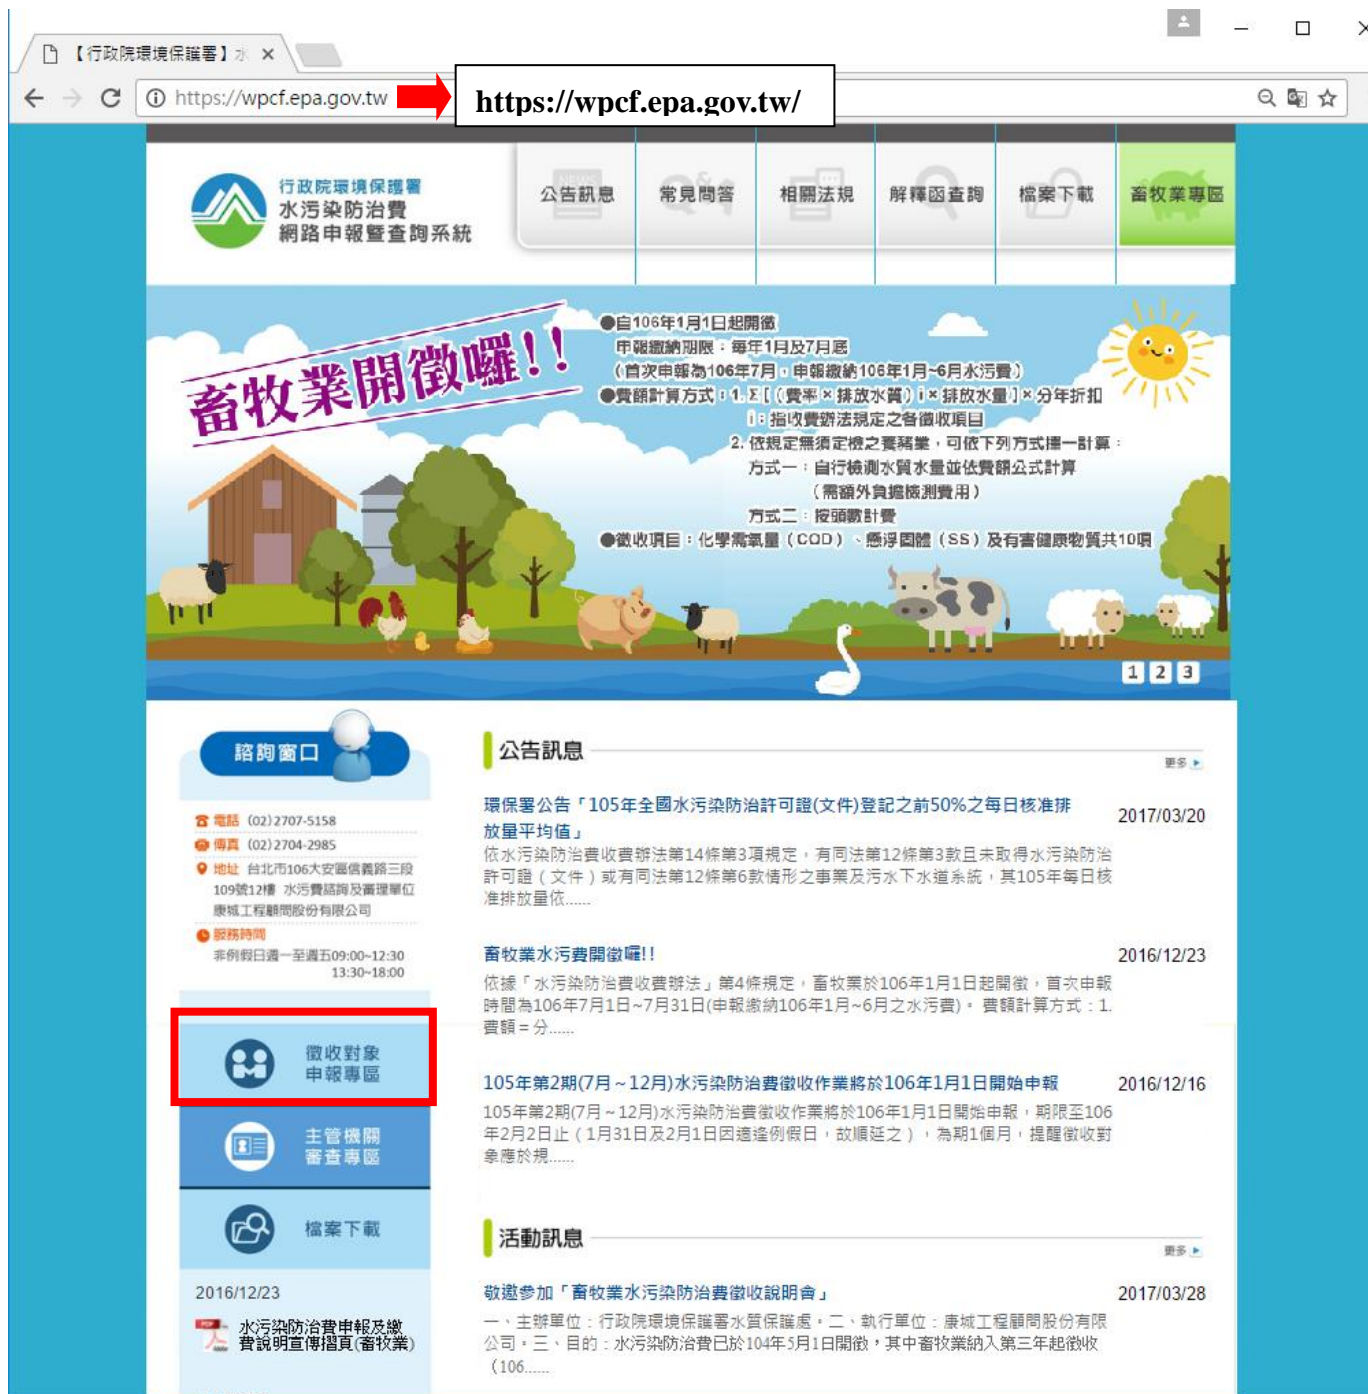 【行政院環境保護署】水
https://wpcf.epa.gov.tw
https://wpcf.epa.gov.tw/
行政院環境保護署
水污染防治費
網路申報暨查詢系統
公告訊息
常見問答
相關法規
解釋函查詢
檔案下載
畜牧業專區
畜牧業開徵囉!!
●自106年1月1日起開徵
申報繳納期限：每年1月及7月底
（首次申報為106年7月，申報繳納106年1月~6月水污費）
●費額計算方式：1. Σ[（費率×排放水質）i×排放水量]×分年折扣
i：指收費辦法規定之各徵收項目
2. 依規定無須定檢之養豬業，可依下列方式擇一計算：
方式一：自行檢測水質水量並依費額公式計算
（需額外負擔檢測費用）
方式二：按頭數計費
●徵收項目：化學需氧量（COD）、懸浮固體（SS）及有害健康物質共10項
1 2 3
諮詢窗口
電話 (02)2707-5158
傳真 (02)2704-2985
地址 台北市106大安區信義路三段
109號12樓 水污費諮詢及審理單位
康城工程顧問股份有限公司
服務時間
非例假日週一至週五09:00~12:30
13:30~18:00
徵收對象
申報專區
主管機關
審查專區
檔案下載
2016/12/23
水污染防治費申報及繳
費說明宣傳摺頁(畜牧業)
公告訊息
更多
環保署公告「105年全國水污染防治許可證(文件)登記之前50%之每日核准排
放量平均值」
2017/03/20
依水污染防治費收費辦法第14條第3項規定，有同法第12條第3款且未取得水污染防治
許可證（文件）或有同法第12條第6款情形之事業及污水下水道系統，其105年每日核
准排放量依......
畜牧業水污費開徵囉!!
2016/12/23
依據「水污染防治費收費辦法」第4條規定，畜牧業於106年1月1日起開徵，首次申報
時間為106年7月1日~7月31日(申報繳納106年1月~6月之水污費)。 費額計算方式：1.
費額 = 分......
105年第2期(7月～12月)水污染防治費徵收作業將於106年1月1日開始申報
2016/12/16
105年第2期(7月～12月)水污染防治費徵收作業將於106年1月1日開始申報，期限至106
年2月2日止（1月31日及2月1日因適逢例假日，故順延之），為期1個月，提醒徵收對
象應於規......
活動訊息
更多
敬邀參加「畜牧業水污染防治費徵收說明會」
2017/03/28
一、主辦單位：行政院環境保護署水質保護處。二、執行單位：康城工程顧問股份有限
公司。三、目的：水污染防治費已於104年5月1日開徵，其中畜牧業納入第三年起徵收
（106......